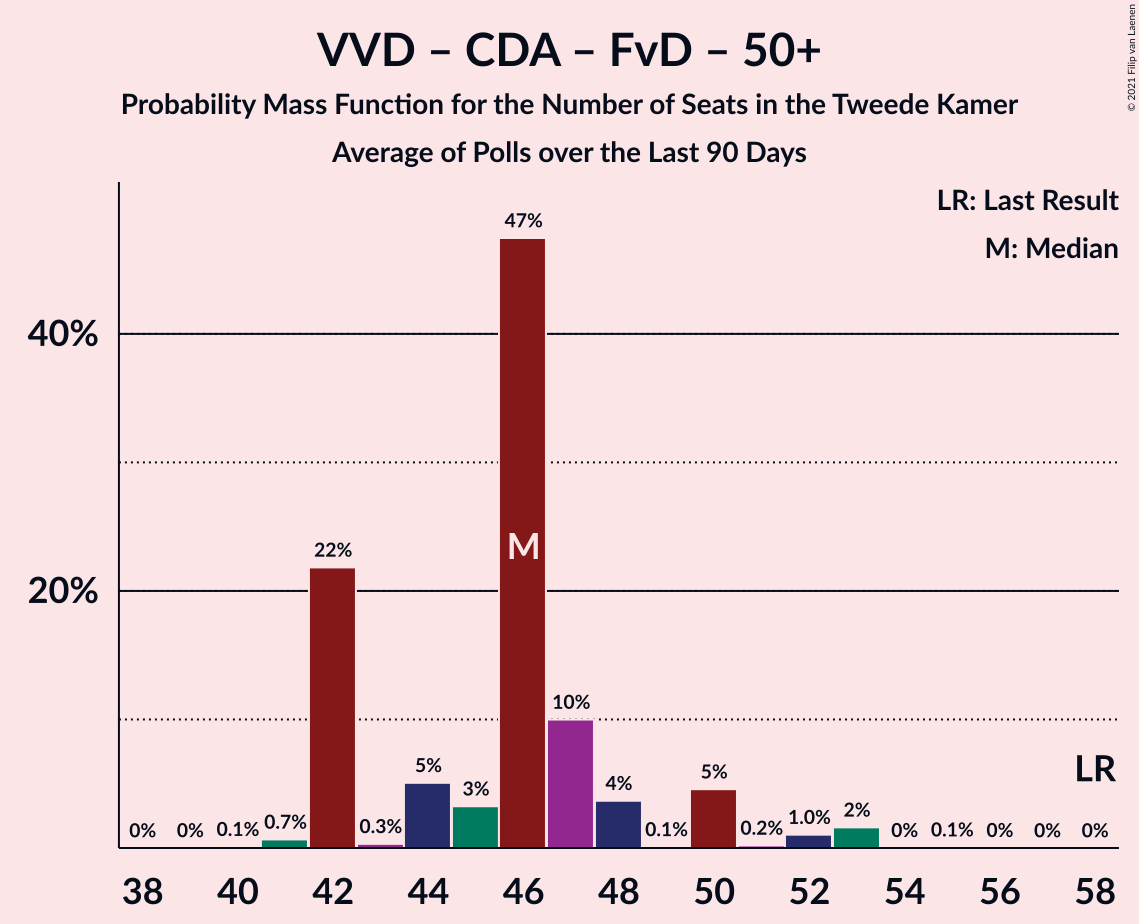 VVD – CDA – FvD – 50+
Probability Mass Function for the Number of Seats in the Tweede Kamer
Average of Polls over the Last 90 Days
© 2021 Filip van Laenen
LR: Last Result
M: Median
40%
20%
0% 0% 0.1% 0.7% 22% 0.3% 5% 3% 47% 10% 4% 0.1% 5% 0.2% 1.0% 2% 0% 0.1% 0% 0% 0%
M
LR
38 40 42 44 46 48 50 52 54 56 58